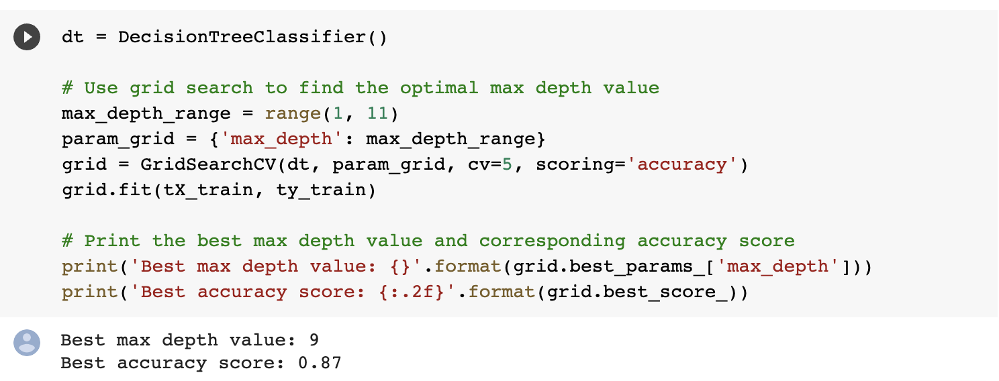 dt = DecisionTreeClassifier()
# Use grid search to find the optimal max depth value
max_depth_range = range(1, 11)
param_grid = {'max_depth': max_depth_range}
grid = GridSearchCV(dt, param_grid, cv=5, scoring='accuracy')
grid.fit(tX_train, ty_train)
# Print the best max depth value and corresponding accuracy score
print('Best max depth value: {}'.format(grid.best_params_['max_depth']))
print('Best accuracy score: {:.2f}'.format(grid.best_score_))
Best max depth value: 9
Best accuracy score: 0.87